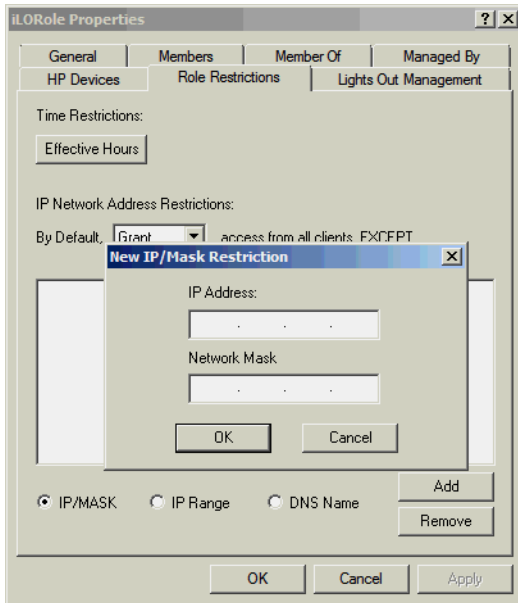 iLORole Properties
General Members Member Of Managed By
HP Devices Role Restrictions Lights Out Management
Time Restrictions:
Effective Hours
IP Network Address Restrictions:
By Default, Grant access from all clients, EXCEPT
New IP/Mask Restriction
IP Address:
. . .
Network Mask
. . .
OK Cancel
Add
IP/MASK IP Range DNS Name
Remove
OK Cancel Apply